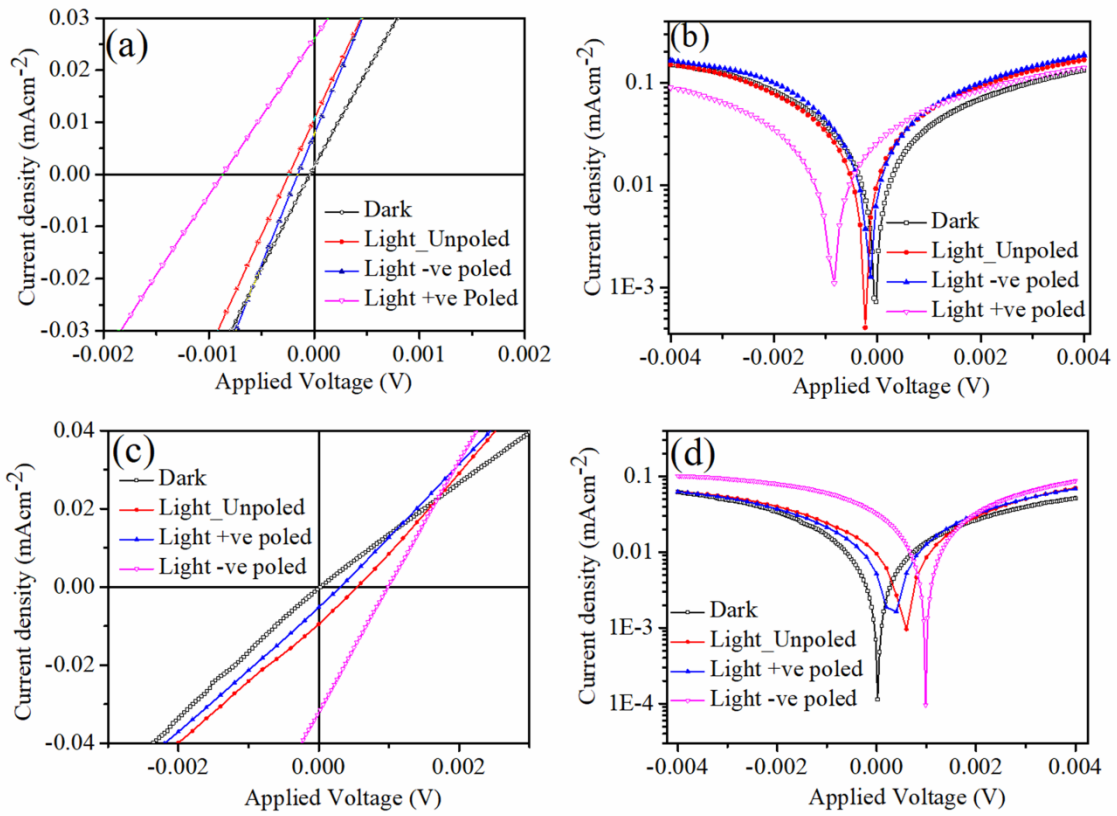 (a)
Current density (mAcm-2)
0.03
0.02
0.01
0.00
-0.01
-0.02
-0.03
Dark
Light_Unpoled
Light -ve poled
Light +ve Poled
-0.002
-0.001
0.000
0.001
0.002
Applied Voltage (V)
(b)
Current density (mAcm-2)
0.1
0.01
1E-3
Dark
Light_Unpoled
Light -ve poled
Light +ve poled
-0.004
-0.002
0.000
0.002
0.004
Applied Voltage (V)
(c)
Current density (mAcm-2)
0.04
0.02
0.00
-0.02
-0.04
Dark
Light_Unpoled
Light +ve poled
Light -ve poled
-0.002
0.000
0.002
Applied Voltage (V)
(d)
Current density (mAcm-2)
0.1
0.01
1E-3
1E-4
Dark
Light_Unpoled
Light +ve poled
Light -ve poled
-0.004
-0.002
0.000
0.002
0.004
Applied Voltage (V)